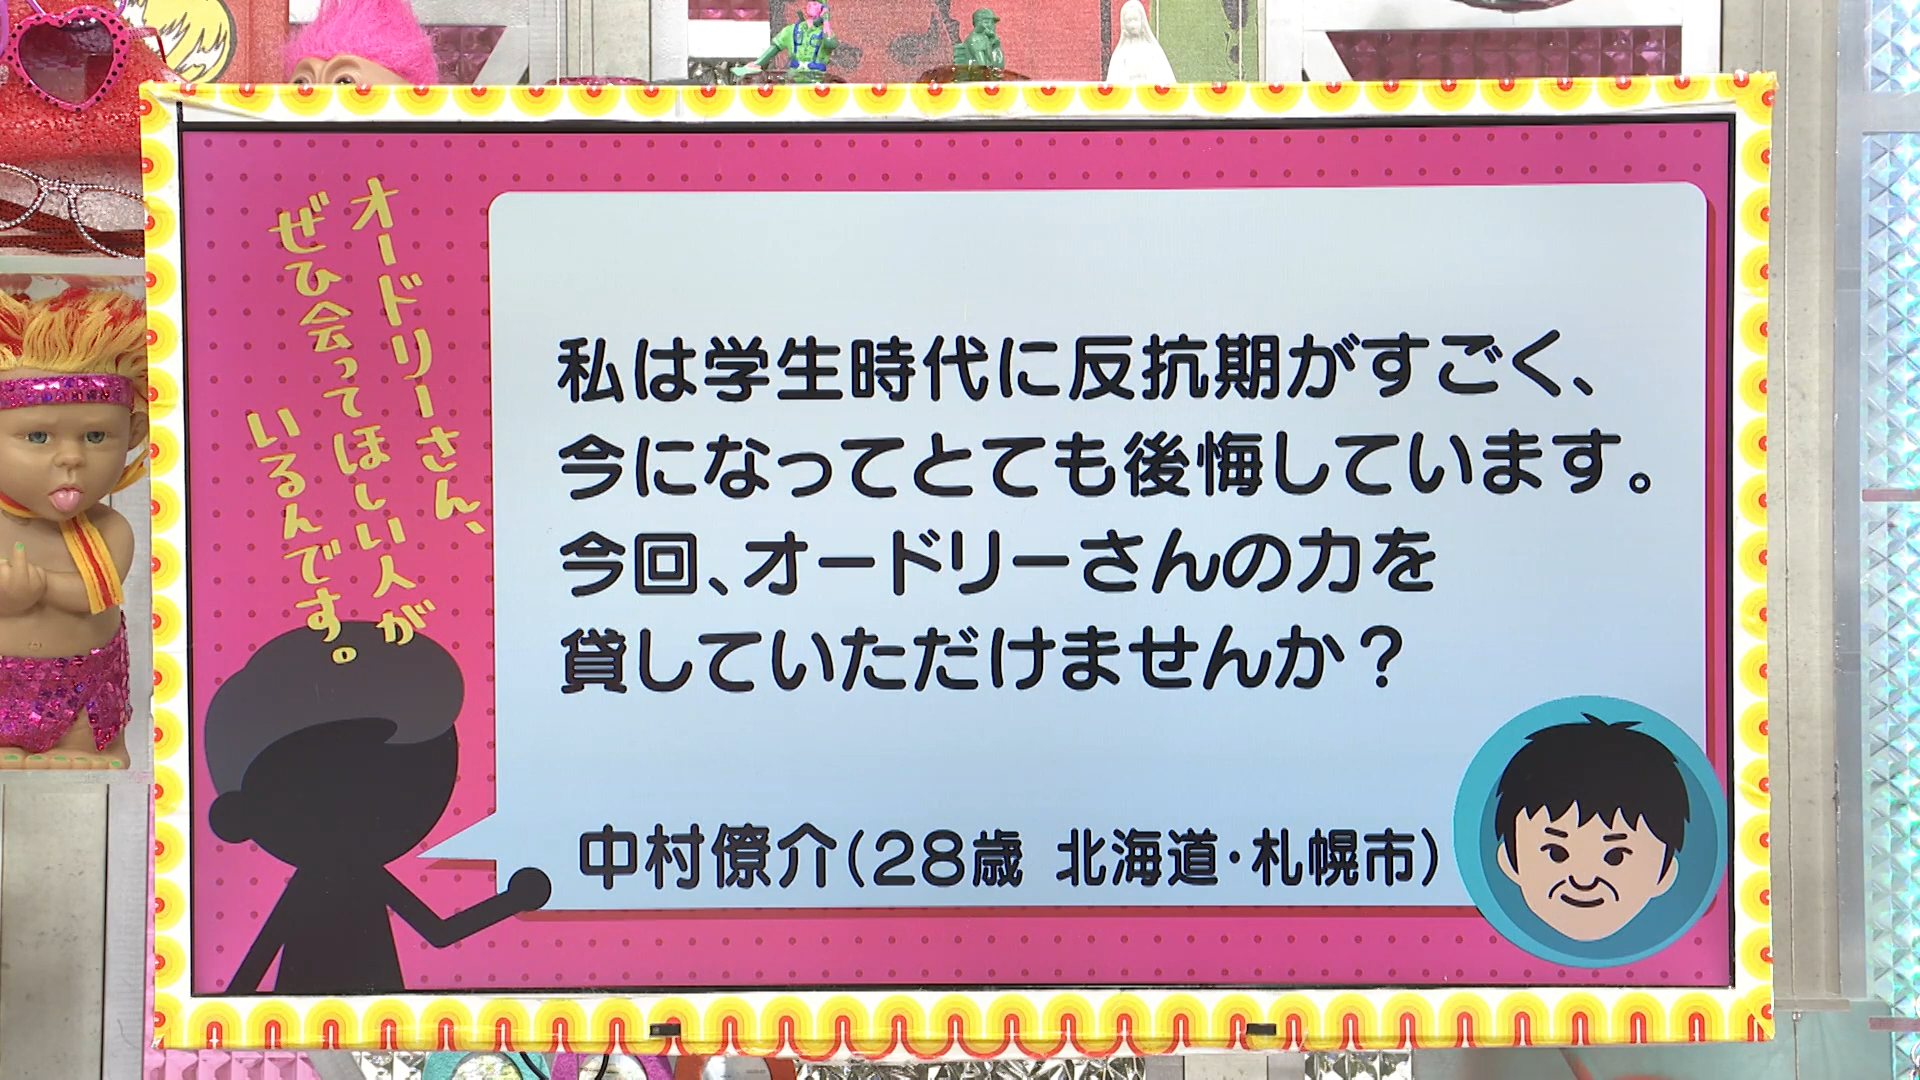 オードリーさん、
ぜひ会ってほしい人が
いるんです。
私は学生時代に反抗期がすごく、
今になってとても後悔しています。
今回、オードリーさんの力を
貸していただけませんか？
中村僚介(28歳 北海道・札幌市)